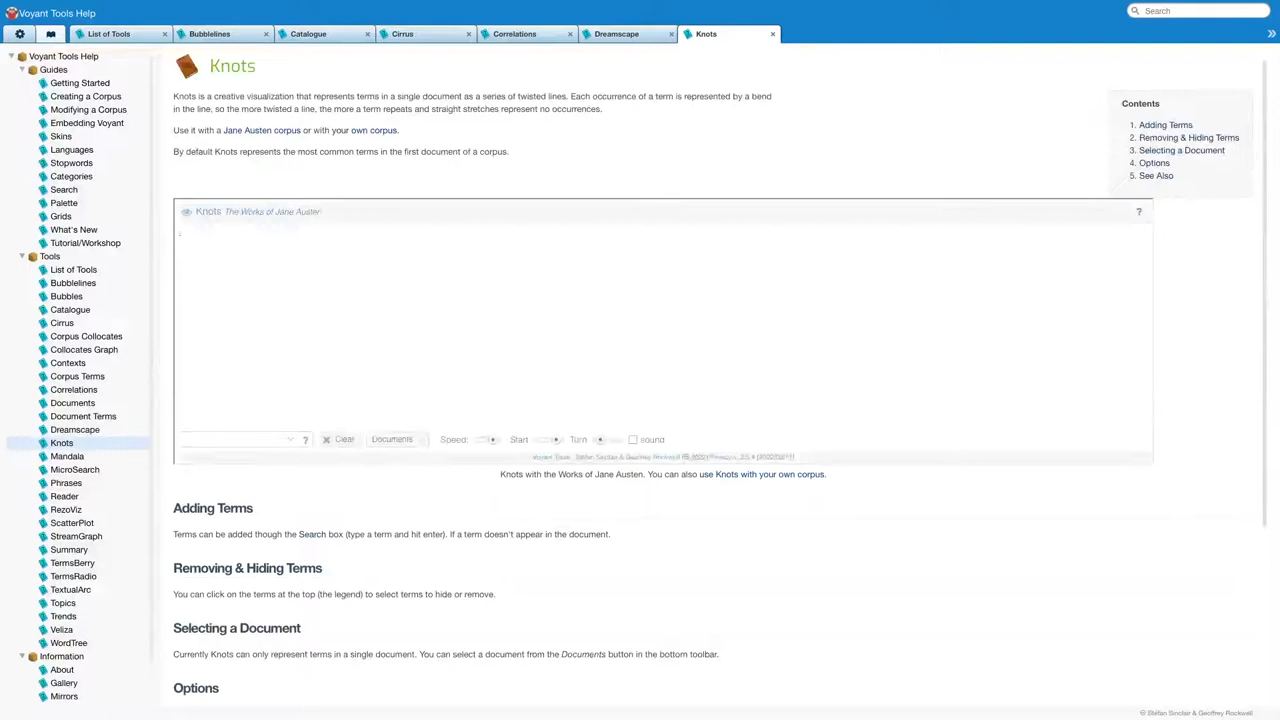 Voyant Tools Help
Search
List of Tools
Bubblelines
Catalogue
Cirrus
Correlations
Dreamscape
Knots
Voyant Tools Help
Guides
Getting Started
Creating a Corpus
Modifying a Corpus
Embedding Voyant
Skins
Languages
Stopwords
Categories
Search
Palette
Grids
What's New
Tutorial/Workshop
Tools
List of Tools
Bubblelines
Bubbles
Catalogue
Cirrus
Corpus Collocates
Collocates Graph
Contexts
Corpus Terms
Correlations
Documents
Document Terms
Dreamscape
Knots
Mandala
MicroSearch
Phrases
Reader
RezoViz
ScatterPlot
StreamGraph
Summary
TermsBerry
TermsRadio
TextualArc
Topics
Trends
Veliza
WordTree
Information
About
Gallery
Mirrors
Knots
Knots is a creative visualization that represents terms in a single document as a series of twisted lines. Each occurrence of a term is represented by a bend
in the line, so the more twisted a line, the more a term repeats and straight stretches represent no occurrences.
Use it with a Jane Austen corpus or with your own corpus.
By default Knots represents the most common terms in the first document of a corpus.
Contents
1. Adding Terms
2. Removing & Hiding Terms
3. Selecting a Document
4. Options
5. See Also
Knots The Works of Jane Austen
?
? Clear Documents Speed: Start Turn sound
Knots with the Works of Jane Austen. You can also use Knots with your own corpus.
Adding Terms
Terms can be added though the Search box (type a term and hit enter). If a term doesn't appear in the document.
Removing & Hiding Terms
You can click on the terms at the top (the legend) to select terms to hide or remove.
Selecting a Document
Currently Knots can only represent terms in a single document. You can select a document from the Documents button in the bottom toolbar.
Options
© Stéfan Sinclair & Geoffrey Rockwell